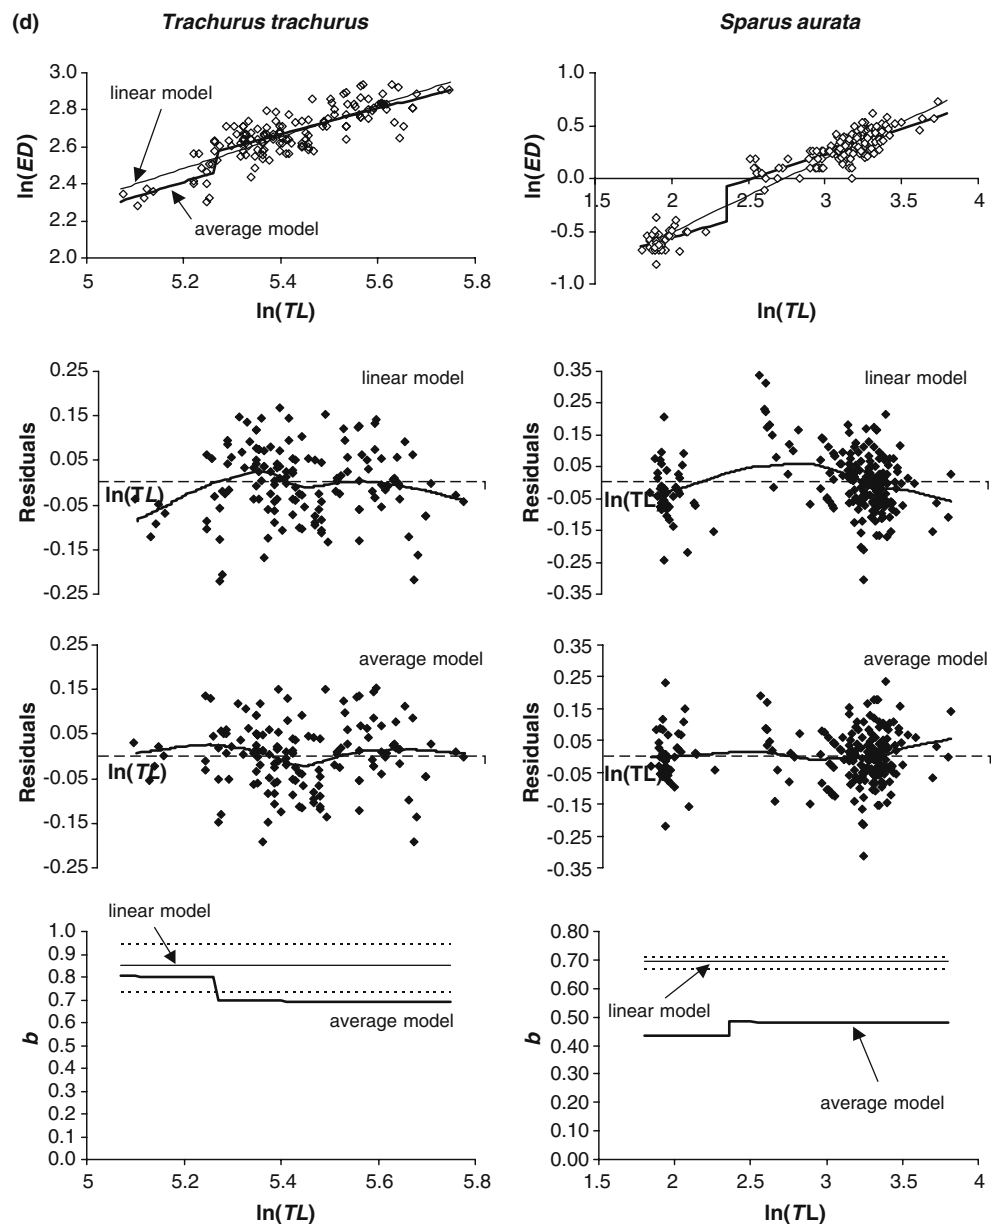 (d)
Trachurus trachurus
Sparus aurata
3.0
2.8
2.6
2.4
2.2
2.0
ln(ED)
linear model
average model
5
5.2
5.4
5.6
5.8
ln(TL)
1.0
0.5
0.0
-0.5
-1.0
ln(ED)
1.5
2
2.5
3
3.5
4
ln(TL)
0.25
0.15
0.05
-0.05
-0.15
-0.25
Residuals
linear model
ln(TL)
0.35
0.25
0.15
0.05
-0.05
-0.15
-0.25
-0.35
Residuals
linear model
ln(TL
0.25
0.15
0.05
-0.05
-0.15
-0.25
Residuals
average model
ln(TL)
0.35
0.25
0.15
0.05
-0.05
-0.15
-0.25
-0.35
Residuals
average model
ln(TL)
1.0
0.9
0.8
0.7
0.6
0.5
0.4
0.3
0.2
0.1
0.0
b
linear model
average model
5
5.2
5.4
5.6
5.8
ln(TL)
0.80
0.70
0.60
0.50
0.40
0.30
0.20
0.10
0.00
b
linear model
average model
1.5
2
2.5
3
3.5
4
ln(TL)